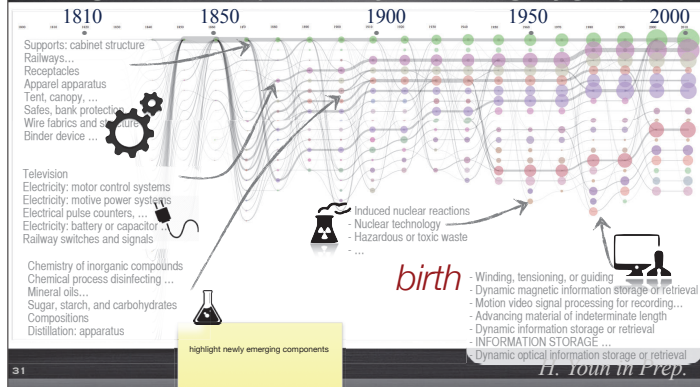 1810
1850
1900
1950
2000
Supports: cabinet structure
Railways...
Receptacles
Apparel apparatus
Tent, canopy, ...
Safes, bank protection
Wire fabrics and structure
Binder device ...
Television
Electricity: motor control systems
Electricity: motive power systems
Electrical pulse counters, ...
Electricity: battery or capacitor ...
Railway switches and signals
Chemistry of inorganic compounds
Chemical process disinfecting ...
Mineral oils...
Sugar, starch, and carbohydrates
Compositions
Distillation: apparatus
- Induced nuclear reactions
- Nuclear technology
- Hazardous or toxic waste
- ...
birth
- Winding, tensioning, or guiding
- Dynamic magnetic information storage or retrieval
- Motion video signal processing for recording...
- Advancing material of indeterminate length
- Dynamic information storage or retrieval
- INFORMATION STORAGE ...
- Dynamic optical information storage or retrieval
highlight newly emerging components
31
H. Youn in Prep.